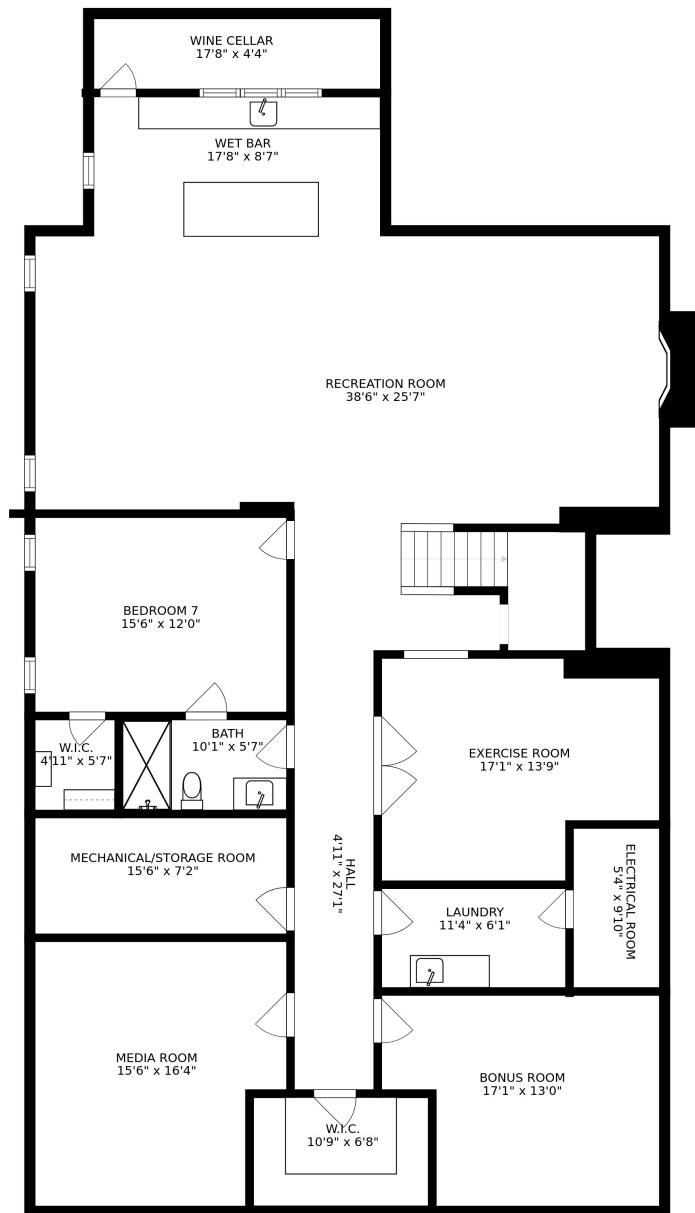 WINE CELLAR
17'8" x 4'4"
WET BAR
17'8" x 8'7"
RECREATION ROOM
38'6" x 25'7"
BEDROOM 7
15'6" x 12'0"
W.I.C.
4'11" x 5'7"
BATH
10'1" x 5'7"
EXERCISE ROOM
17'1" x 13'9"
MECHANICAL/STORAGE ROOM
15'6" x 7'2"
HALL
4'11" x 27'1"
LAUNDRY
11'4" x 6'1"
ELECTRICAL ROOM
5'4" x 9'10"
MEDIA ROOM
15'6" x 16'4"
BONUS ROOM
17'1" x 13'0"
W.I.C.
10'9" x 6'8"